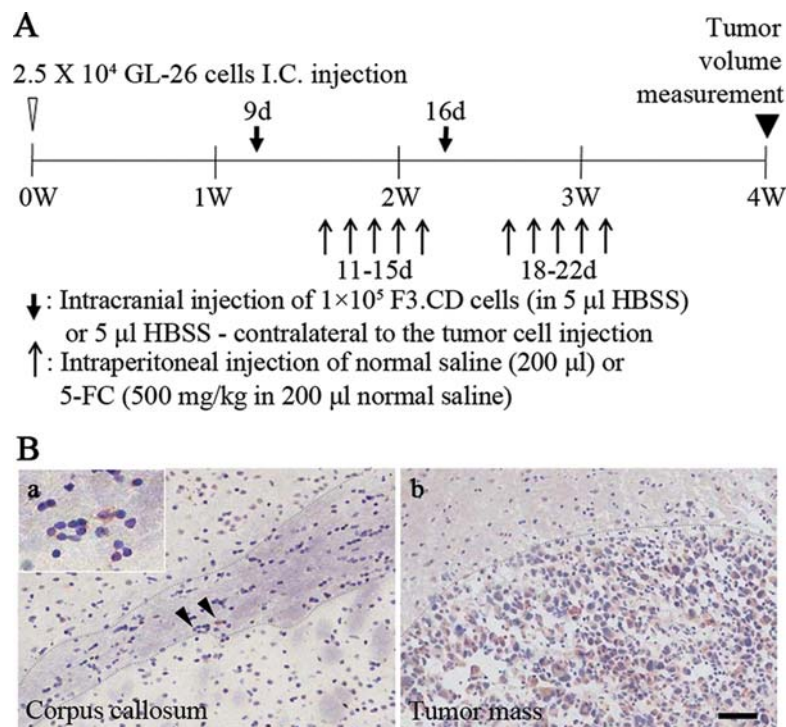 A
Tumor
volume
measurement
2.5 X 10⁴ GL-26 cells I.C. injection
9d 16d
0W 1W 2W 3W 4W
11-15d 18-22d
: Intracranial injection of 1×10⁵ F3.CD cells (in 5 μl HBSS)
or 5 μl HBSS - contralateral to the tumor cell injection
: Intraperitoneal injection of normal saline (200 μl) or
5-FC (500 mg/kg in 200 μl normal saline)
B
a b
Corpus callosum Tumor mass